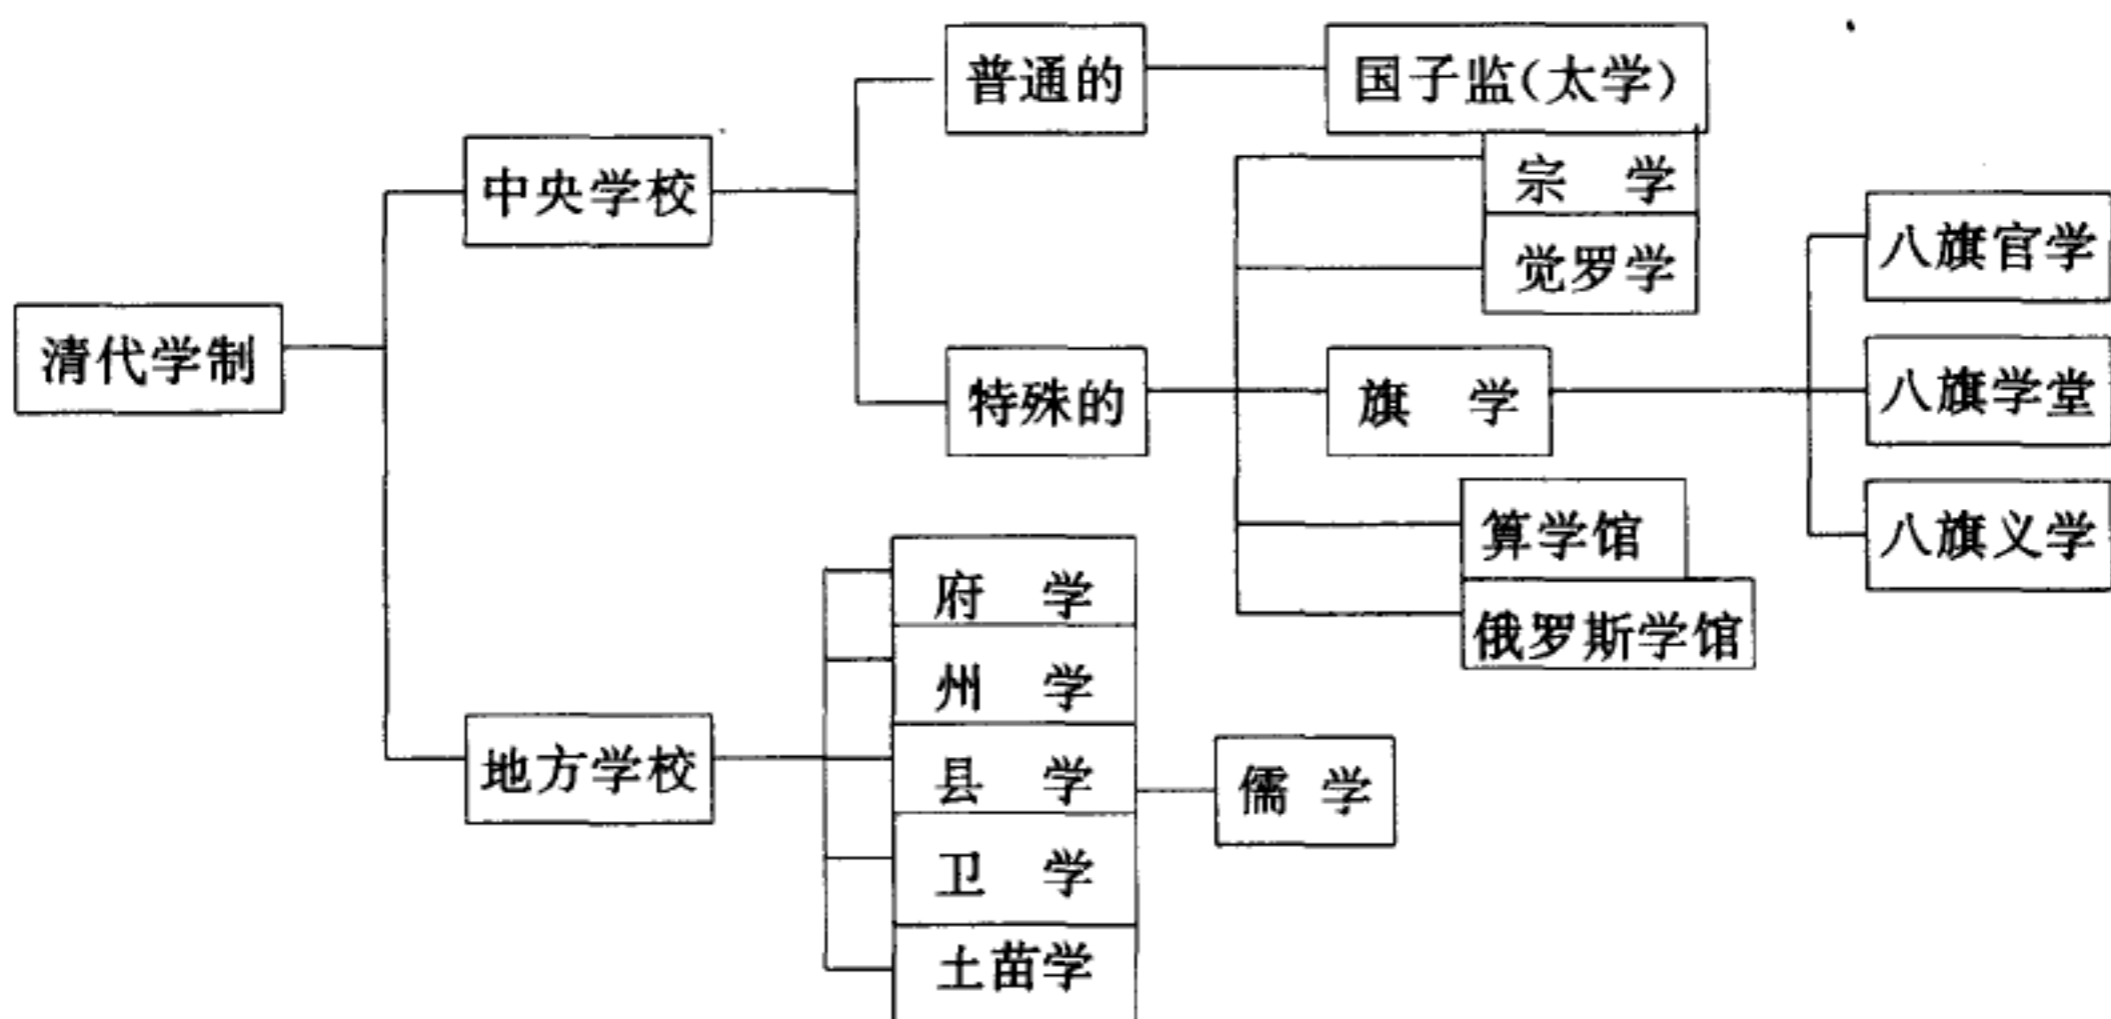 清代学制
中央学校
普通的
国子监（太学）
特殊的
宗　学
觉罗学
旗　学
八旗官学
八旗学堂
八旗义学
算学馆
俄罗斯学馆
地方学校
府　学
州　学
县　学
卫　学
土苗学
儒　学